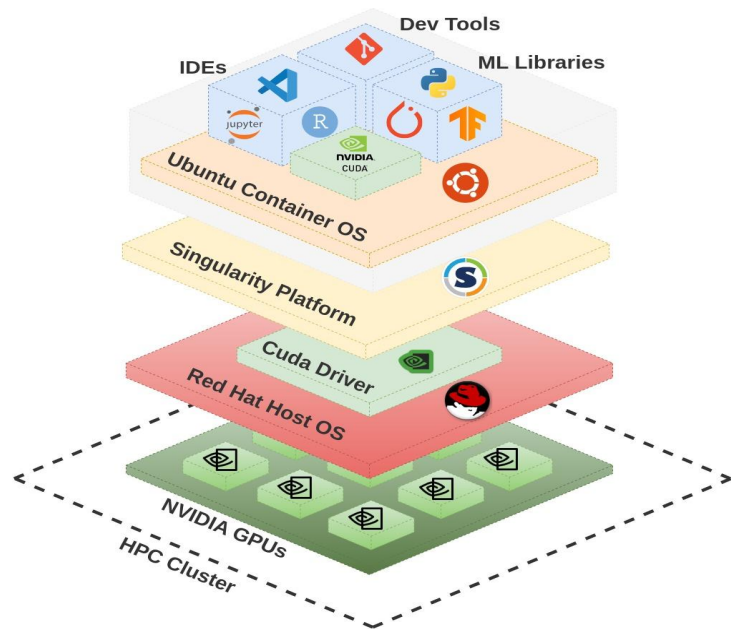 Dev Tools
IDEs
ML Libraries
jupyter
R
NVIDIA
CUDA
Ubuntu Container OS
Singularity Platform
S
Cuda Driver
Red Hat Host OS
NVIDIA GPUs
HPC Cluster